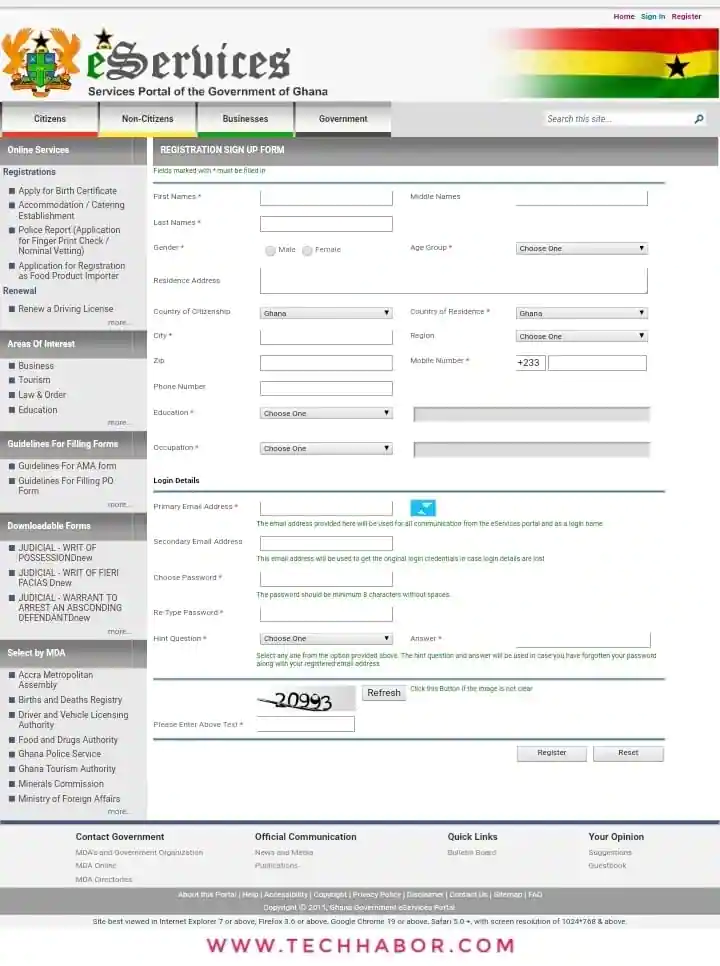 Home Sign In Register
eServices
Services Portal of the Government of Ghana
Citizens Non-Citizens Businesses Government Search this site...
Online Services
Registrations
Apply for Birth Certificate
Accommodation / Catering
Establishment
Police Report (Application
for Finger Print Check /
Nominal Vetting)
Application for Registration
as Food Product Importer
Renewal
Renew a Driving License
more...
Areas Of Interest
Business
Tourism
Law & Order
Education
more...
Guidelines For Filling Forms
Guidelines For AMA form
Guidelines For Filling PO
Form
more...
Downloadable Forms
JUDICIAL - WRIT OF
POSSESSIONDnew
JUDICIAL - WRIT OF FIERI
FACIAS Dnew
JUDICIAL - WARRANT TO
ARREST AN ABSCONDING
DEFENDANTDnew
more...
Select by MDA
Accra Metropolitan
Assembly
Births and Deaths Registry
Driver and Vehicle Licensing
Authority
Food and Drugs Authority
Ghana Police Service
Ghana Tourism Authority
Minerals Commission
Ministry of Foreign Affairs
more...
REGISTRATION SIGN UP FORM
Fields marked with * must be filled in
First Names * Middle Names
Last Names *
Gender * Male Female Age Group * Choose One
Residence Address
Country of Citizenship Ghana Country of Residence * Ghana
City * Region Choose One
Zip Mobile Number * +233
Phone Number
Education * Choose One
Occupation * Choose One
Login Details
Primary Email Address *
The email address provided here will be used for all communication from the eServices portal and as a login name
Secondary Email Address
This email address will be used to get the original login credentials in case login details are lost
Choose Password *
The password should be minimum 8 characters without spaces.
Re-Type Password *
Hint Question * Choose One Answer *
Select any one from the option provided above. The hint question and answer will be used in case you have forgotten your password
along with your registered email address
20993 Refresh Click this Button if the image is not clear
Please Enter Above Text *
Register Reset
Contact Government Official Communication Quick Links Your Opinion
MDA's and Government Organization News and Media Bulletin Board Suggestions
MDA Online Publications Guestbook
MDA Directories
About this Portal | Help | Accessibility | Copyright | Privacy Policy | Disclaimer | Contact Us | Sitemap | FAQ
Copyright © 2011, Ghana Government eServices Portal
Site best viewed in Internet Explorer 7 or above, Firefox 3.6 or above, Google Chrome 19 or above, Safari 5.0 +, with screen resolution of 1024*768 & above.
WWW.TECHHABOR.COM